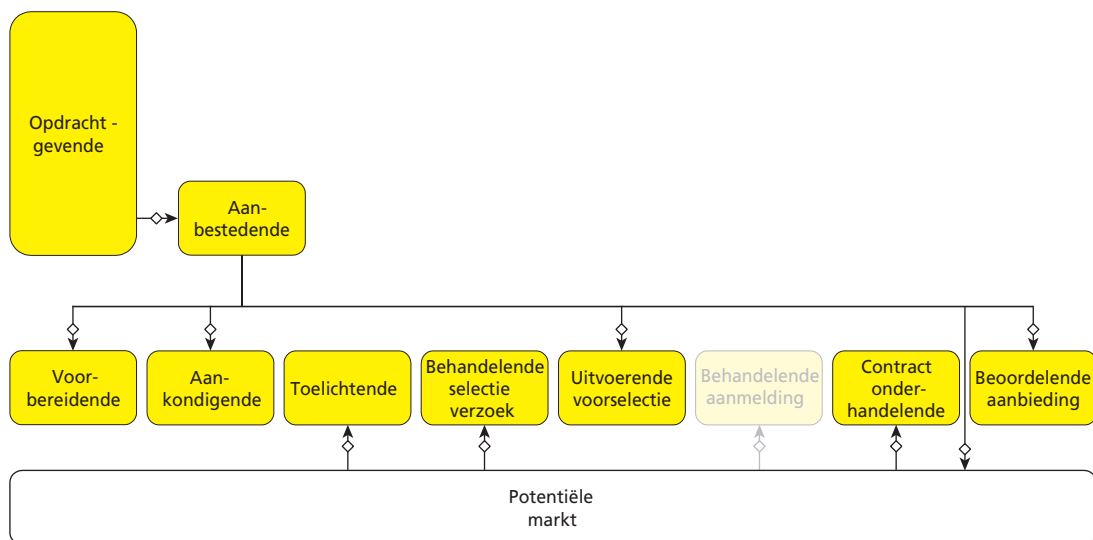 Opdracht -
gevende
Aan-
bestedende
Voor-
bereidende
Aan-
kondigende
Toelichtende
Behandelende
selectie
verzoek
Uitvoerende
voorselectie
Behandelende
aanmelding
Contract
onder-
handelende
Beoordelende
aanbieding
Potentiële
markt